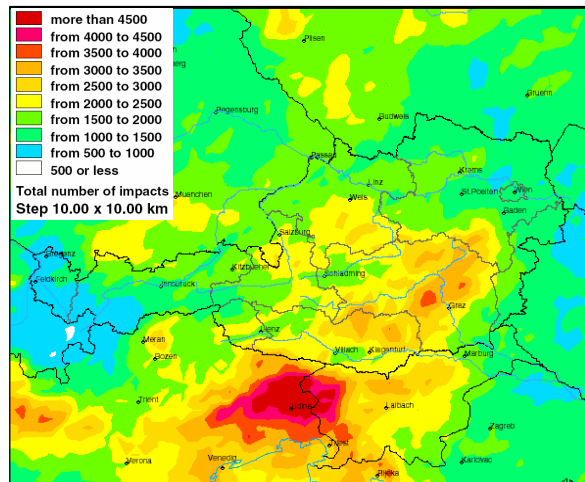 more than 4500
from 4000 to 4500
from 3500 to 4000
from 3000 to 3500
from 2500 to 3000
from 2000 to 2500
from 1500 to 2000
from 1000 to 1500
from 500 to 1000
500 or less
Total number of impacts
Step 10.00 x 10.00 km
Pilsen
Bruenn
Regensburg
Budweis
Passau
Linz
Krems
St.Poelten
Wien
Muenchen
Wels
Baden
Salzburg
Bregenz
Kitzbuehel
Feldkirch
Innsbruck
Schladming
Graz
Meran
Lienz
Bozen
Villach
Klagenfurt
Marburg
Trient
Udine
Laibach
Zagreb
Triest
Venedig
Verona
Rijeka
Karlovac